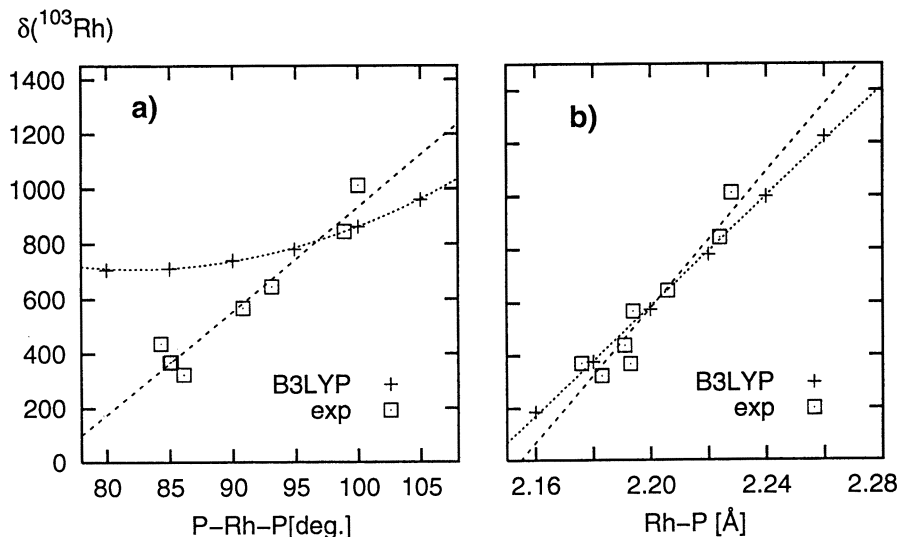 δ(¹⁰³Rh)
1400
1200
1000
800
600
400
200
0
a)
B3LYP
exp
80 85 90 95 100 105
P−Rh−P[deg.]
b)
B3LYP
exp
2.16 2.20 2.24 2.28
Rh−P [Å]